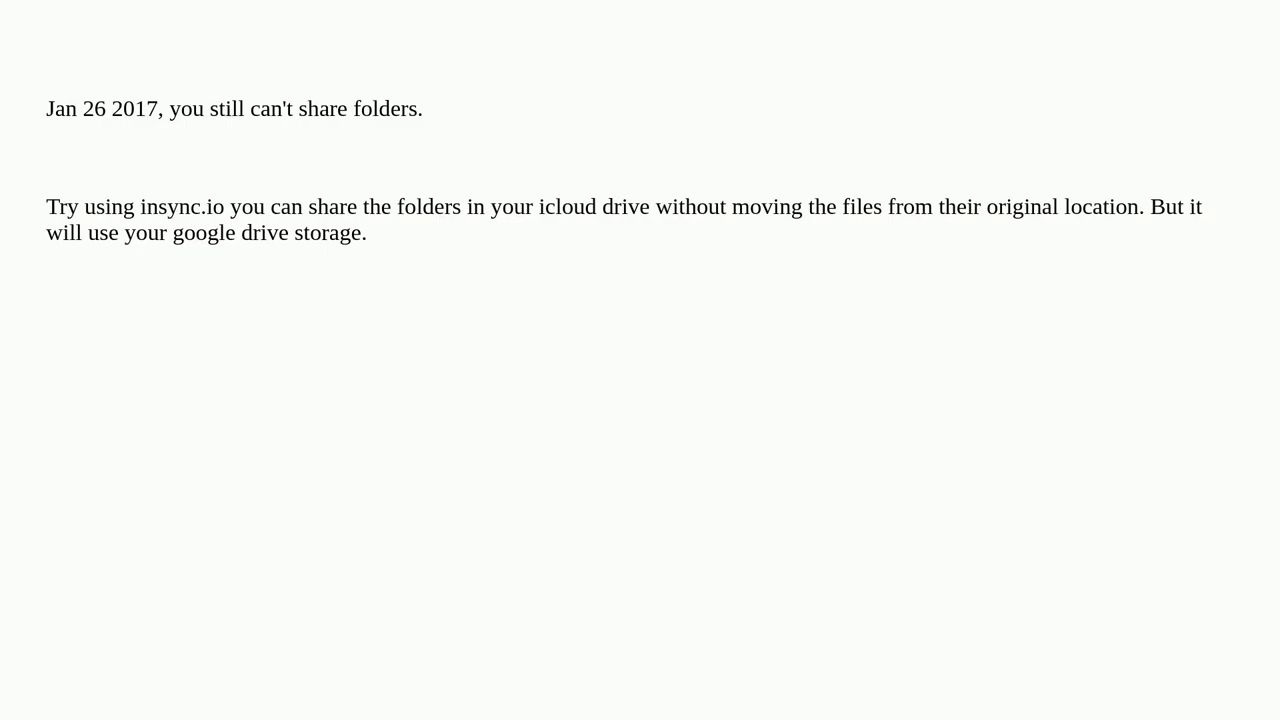 Jan 26 2017, you still can't share folders.
Try using insync.io you can share the folders in your icloud drive without moving the files from their original location. But it
will use your google drive storage.